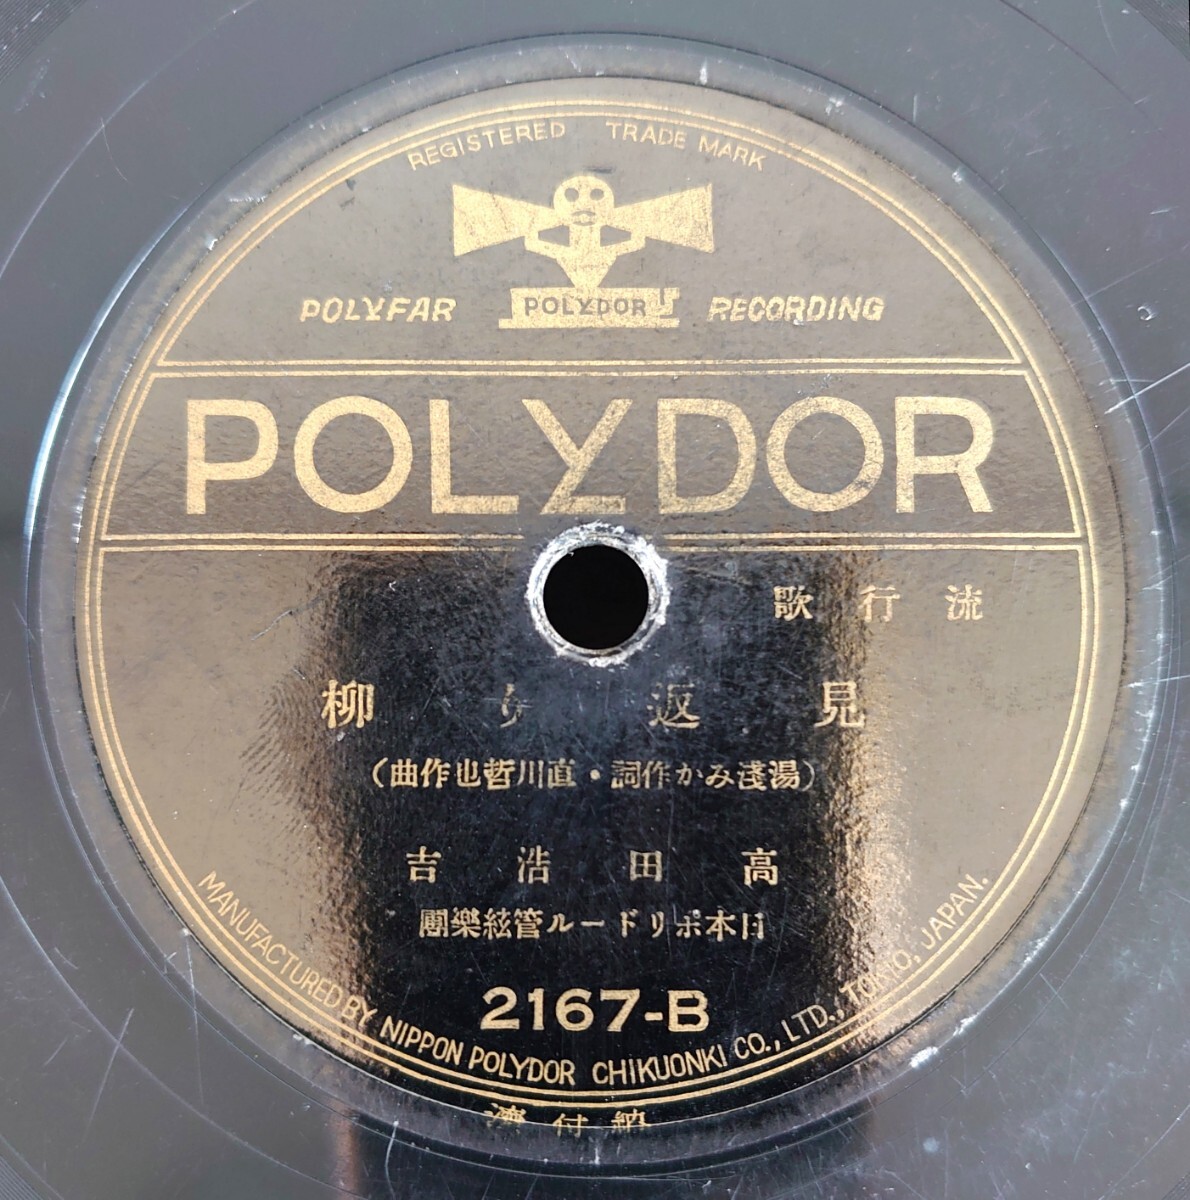 REGISTERED TRADE MARK
POLYFAR POLYDOR RECORDING
POLYDOR
流行歌
見返り柳
(湯淺みか作詞・直川哲也作曲)
高田浩吉
日本ポリドール管絃樂團
2167-B
MANUFACTURED BY NIPPON POLYDOR CHIKUONKI CO., LTD., TOKYO, JAPAN.
納付濟